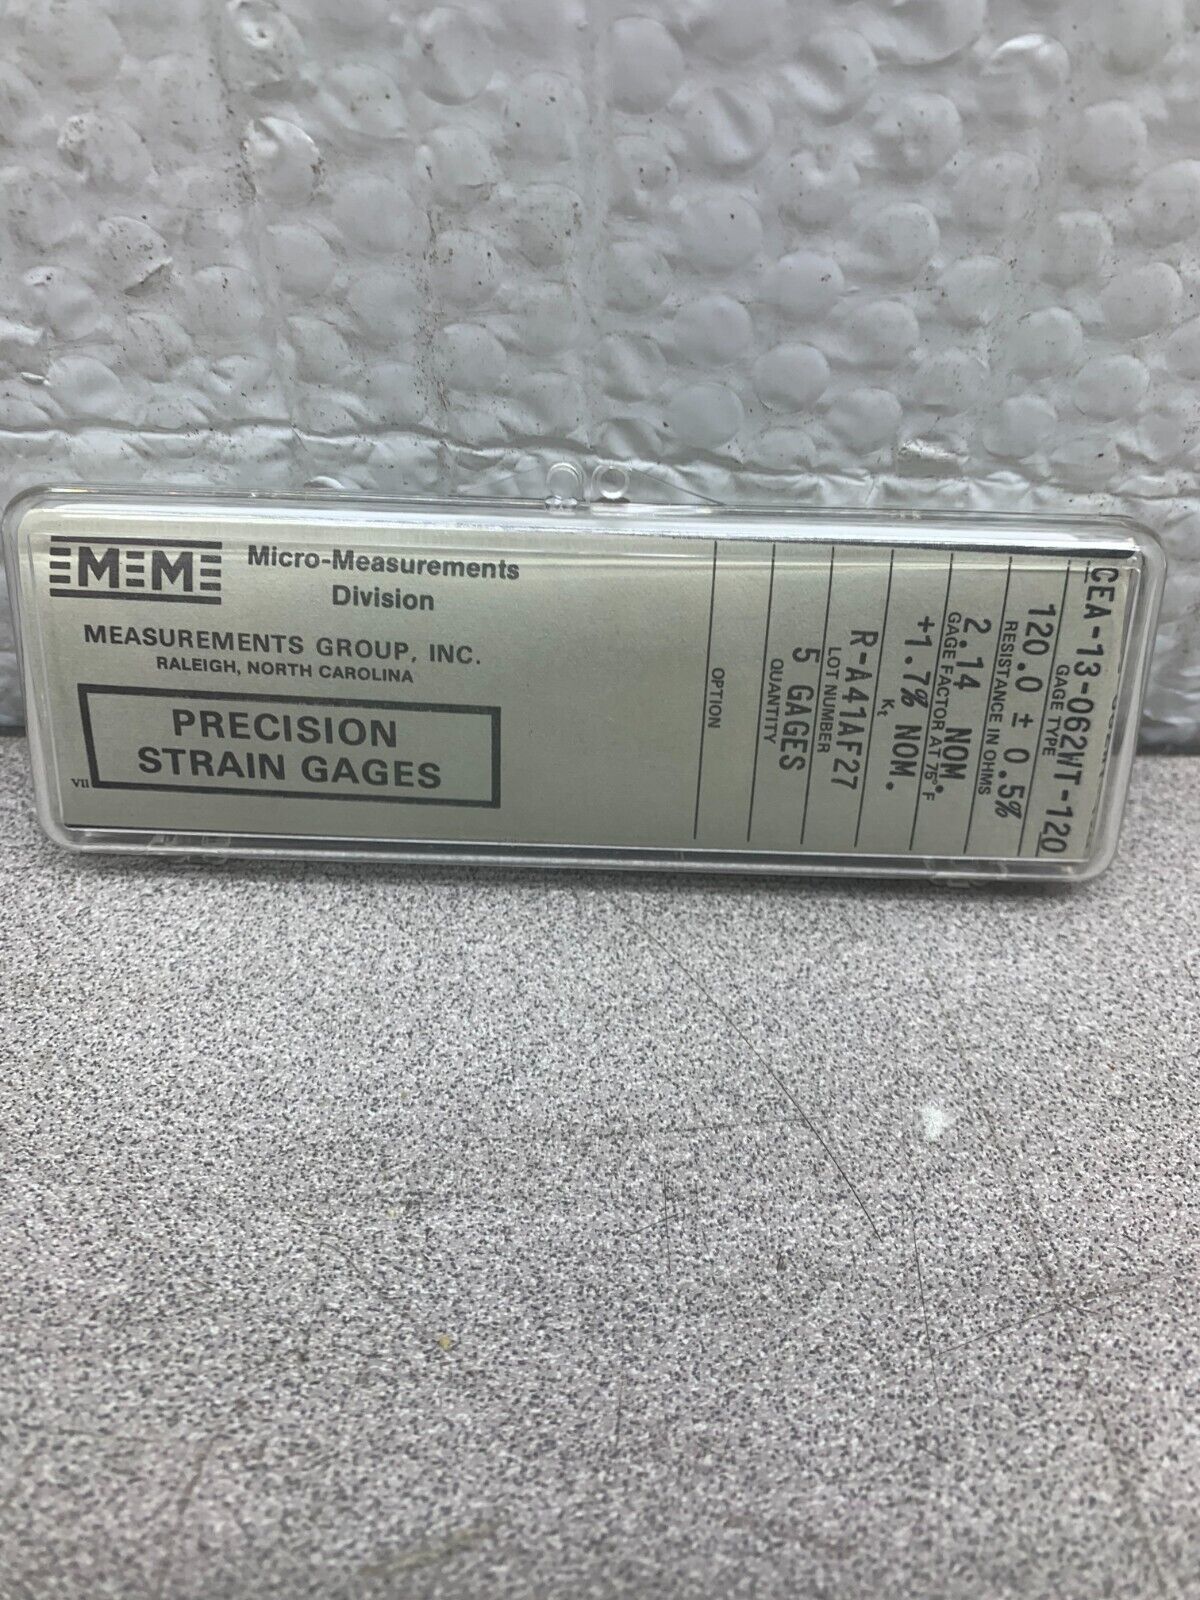 MM
Micro-Measurements
Division
MEASUREMENTS GROUP, INC.
RALEIGH, NORTH CAROLINA
PRECISION
STRAIN GAGES
VII
CEA-13-062WT-120
GAGE TYPE
120.0 ± 0.5%
RESISTANCE IN OHMS
2.14 NOM.
GAGE FACTOR AT 75°F
+1.7% NOM.
Kt
R-A41AF27
LOT NUMBER
5 GAGES
QUANTITY
OPTION